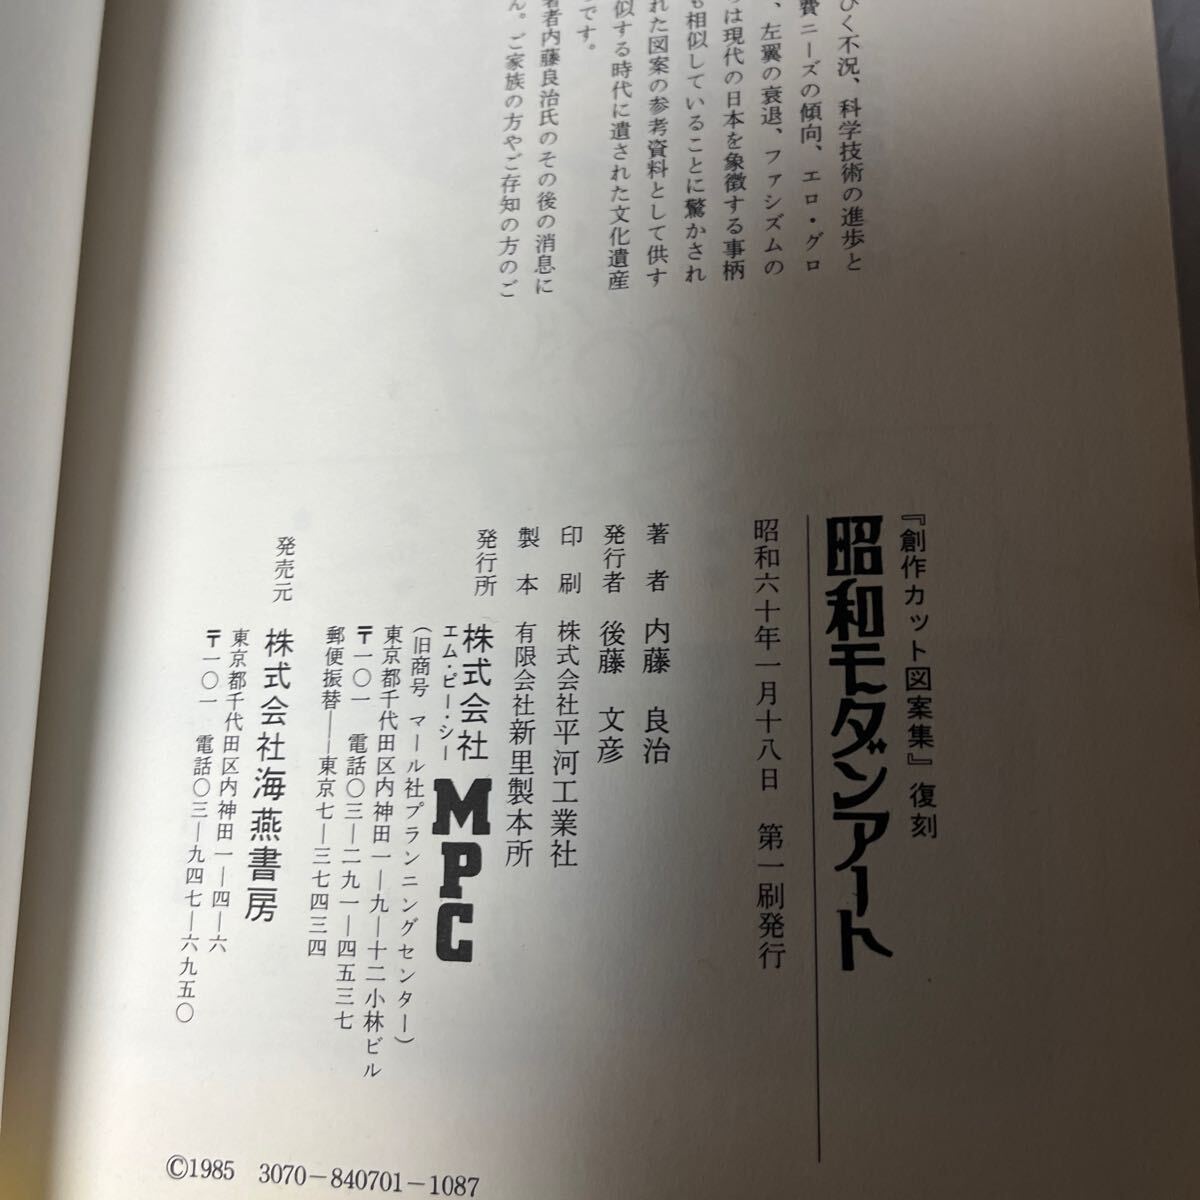 びく不況、科学技術の進歩と
費ニーズの傾向、エロ・グロ
、左翼の衰退、ファシズムの
のは現代の日本を象徴する事柄
も相似していることに驚かされ
れた図案の参考資料として供す
似する時代に遺された文化遺産
です。
著者内藤良治氏のその後の消息に
ん。ご家族の方やご存知の方のご
『創作カット図案集』復刻
昭和モダンアート
昭和六十年一月十八日 第一刷発行
著者 内藤 良治
発行者 後藤 文彦
印刷 株式会社平河工業社
製本 有限会社新里製本所
発行所 株式会社MPC
エム・ピー・シー
(旧商号 マール社プランニングセンター)
東京都千代田区内神田一ー九ー十二小林ビル
〒一〇一 電話〇三ー二九一ー四五三七
郵便振替ー東京七ー三七四三四
発売元 株式会社海燕書房
東京都千代田区内神田一ー四ー六
〒一〇一 電話〇三ー九四七ー六九五〇
©1985 3070-840701-1087